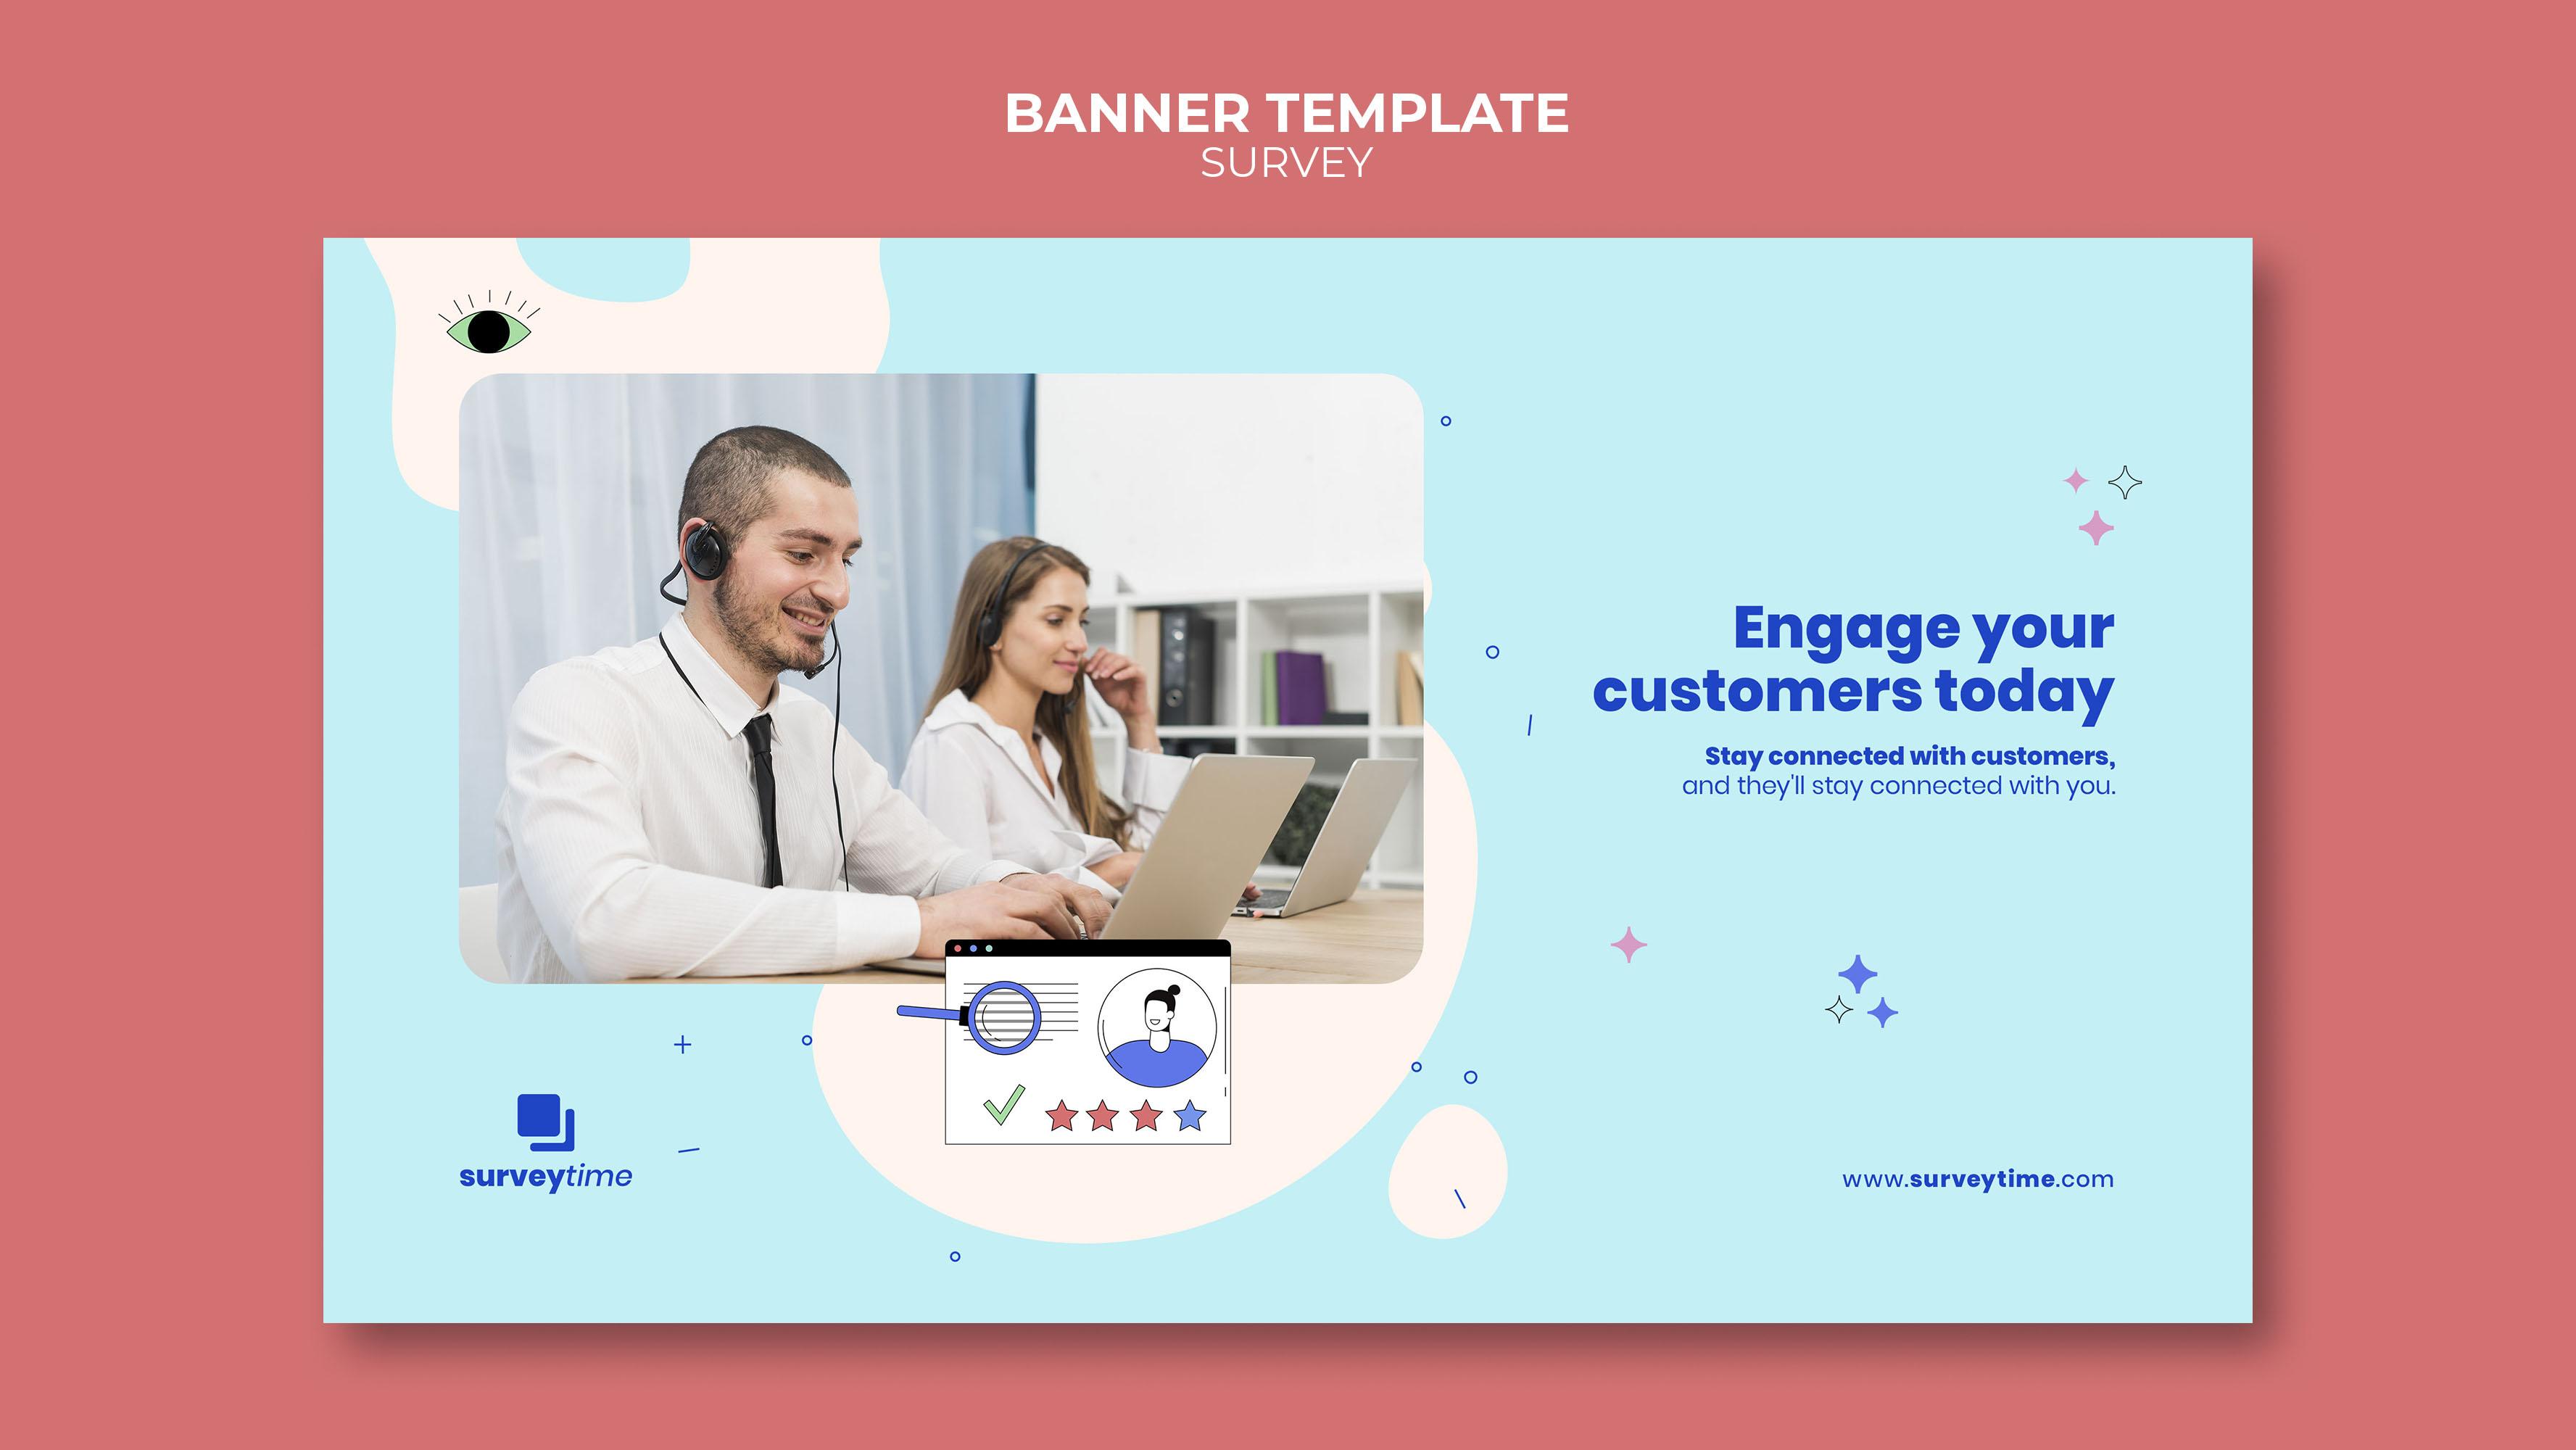 BANNER TEMPLATE
SURVEY
Engage your
customers today
Stay connected with customers,
and they'll stay connected with you.
surveytime
www.surveytime.com